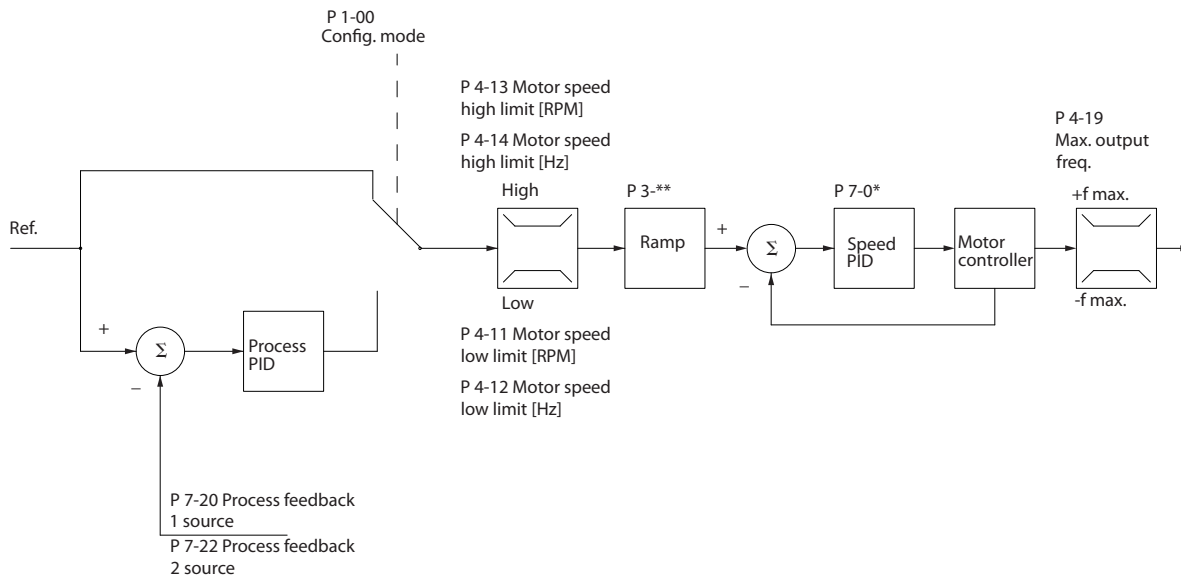 P 1-00
Config. mode
P 4-13 Motor speed
high limit [RPM]
P 4-14 Motor speed
high limit [Hz]
P 4-19
Max. output
freq.
High
P 3-**
P 7-0*
+f max.
Ref.
Ramp
+
Σ
Speed
PID
Motor
controller
–
Low
-f max.
+
Σ
Process
PID
–
P 4-11 Motor speed
low limit [RPM]
P 4-12 Motor speed
low limit [Hz]
P 7-20 Process feedback
1 source
P 7-22 Process feedback
2 source